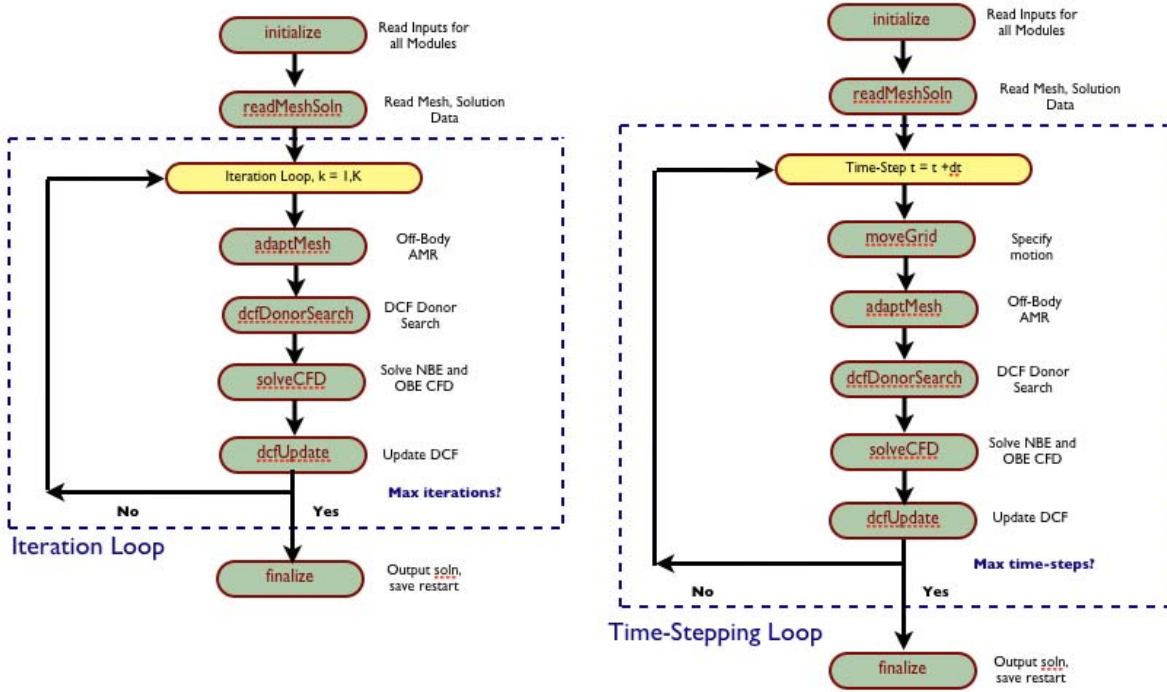 initialize
Read Inputs for
all Modules
readMeshSoln
Read Mesh, Solution
Data
Iteration Loop, k = 1,K
adaptMesh
Off-Body
AMR
dcfDonorSearch
DCF Donor
Search
solveCFD
Solve NBE and
OBE CFD
dcfUpdate
Update DCF
Max iterations?
No
Yes
Iteration Loop
finalize
Output soln,
save restart
initialize
Read Inputs for
all Modules
readMeshSoln
Read Mesh, Solution
Data
Time-Step t = t +dt
moveGrid
Specify
motion
adaptMesh
Off-Body
AMR
dcfDonorSearch
DCF Donor
Search
solveCFD
Solve NBE and
OBE CFD
dcfUpdate
Update DCF
Max time-steps?
No
Yes
Time-Stepping Loop
finalize
Output soln,
save restart